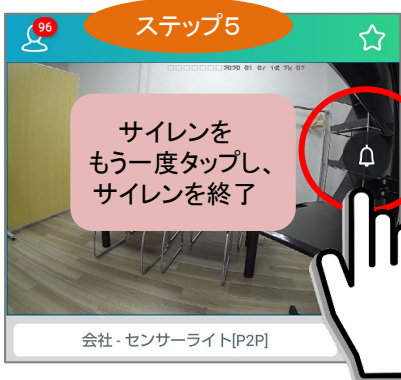 96
ステップ5
サイレンを
もう一度タップし、
サイレンを終了
会社 - センサーライト[P2P]